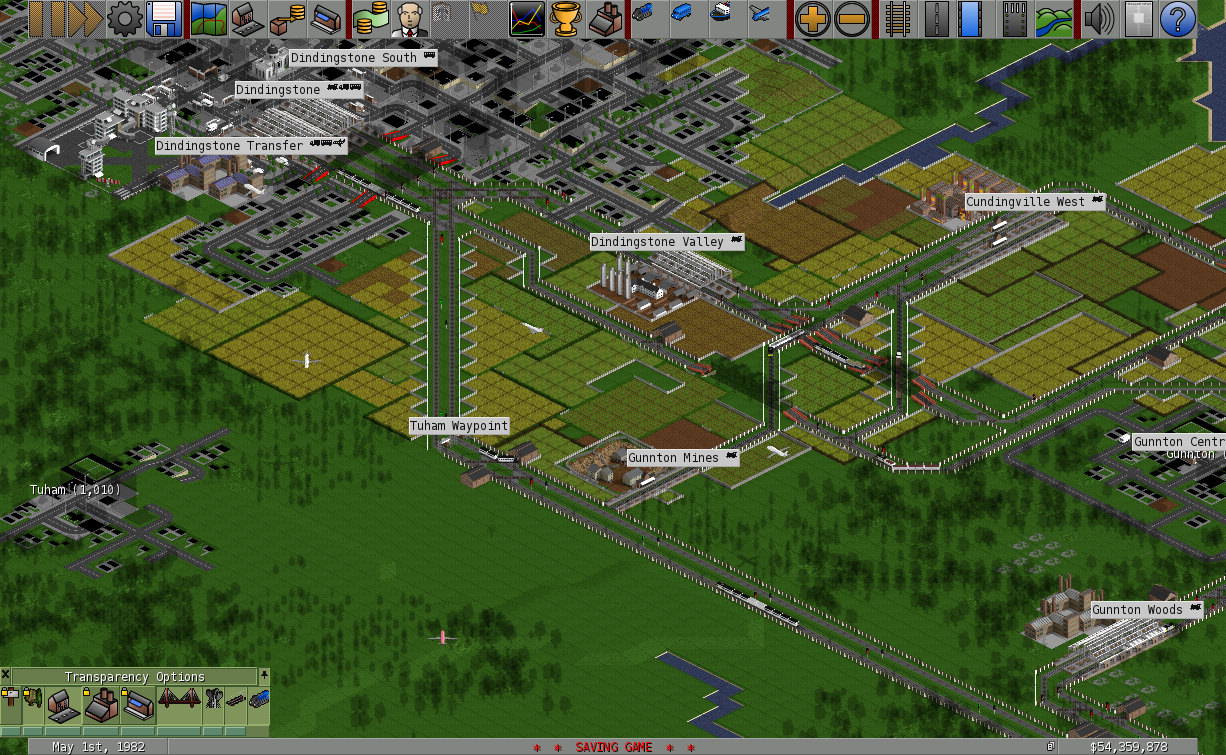 Dindingstone South
Dindingstone
Dindingstone Transfer
Cundingville West
Dindingstone Valley
Tuham Waypoint
Gunnton Centr
Gunnton
Gunnton Mines
Tuham (1,010)
Gunnton Woods
Transparency Options
May 1st, 1982
* * SAVING GAME * *
$54,359,878